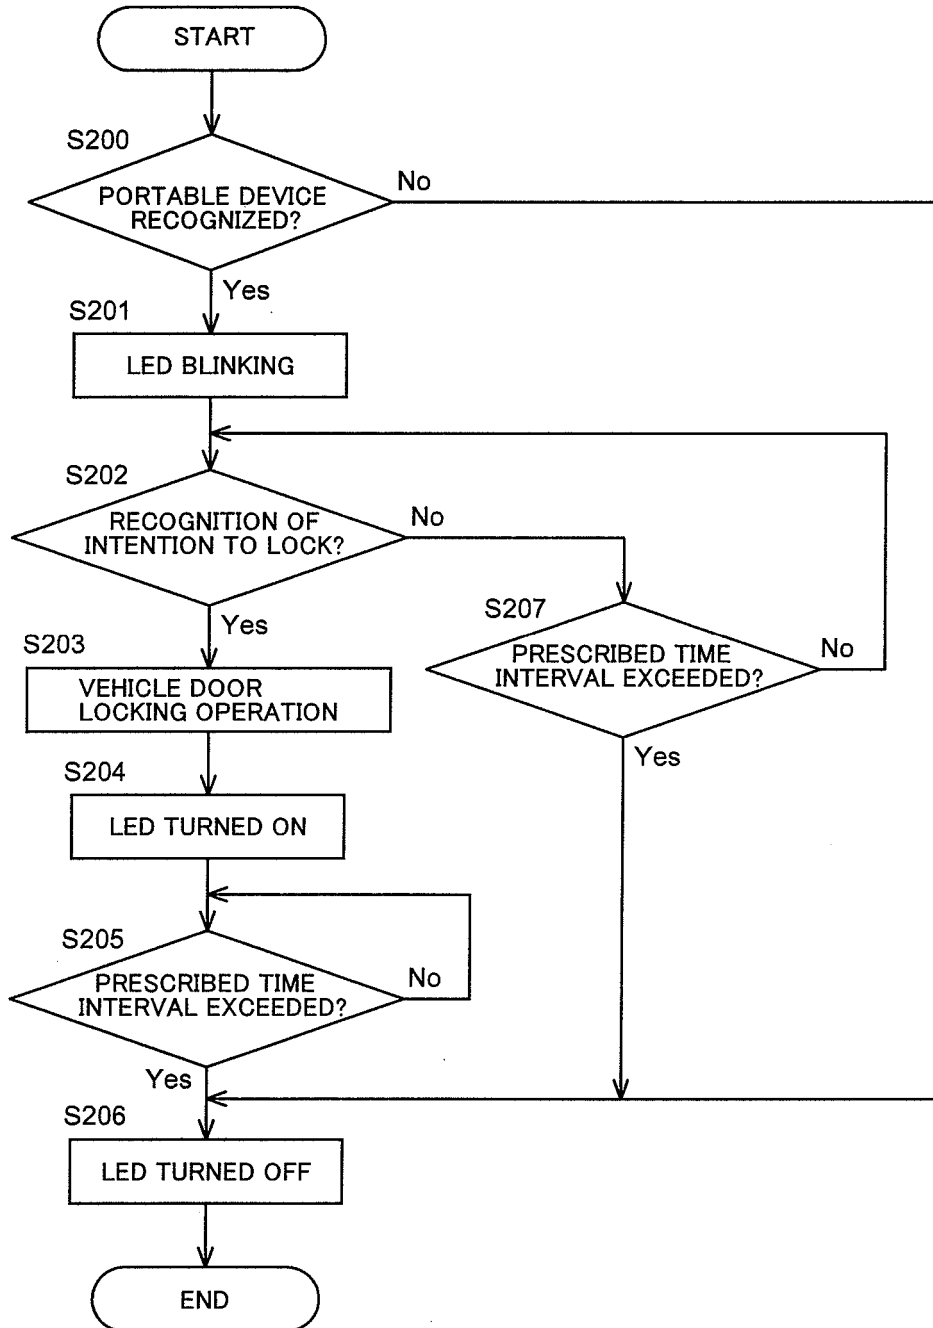 START
S200
PORTABLE DEVICE
RECOGNIZED?
No
Yes
S201
LED BLINKING
S202
RECOGNITION OF
INTENTION TO LOCK?
No
Yes
S207
PRESCRIBED TIME
INTERVAL EXCEEDED?
No
Yes
S203
VEHICLE DOOR
LOCKING OPERATION
S204
LED TURNED ON
S205
PRESCRIBED TIME
INTERVAL EXCEEDED?
No
Yes
S206
LED TURNED OFF
END